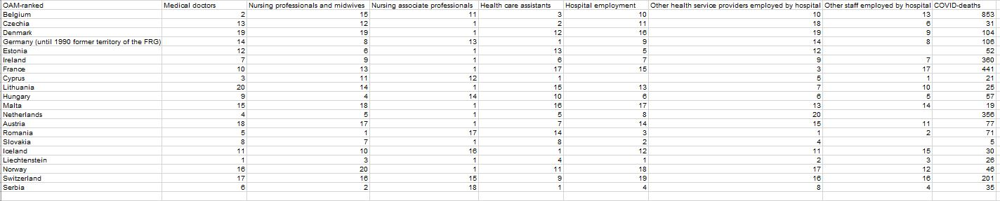 OAM-ranked Medical doctors Nursing professionals and midwives Nursing associate professionals Health care assistants Hospital employment Other health service providers employed by hospital Other staff employed by hospital COVID-deaths
Belgium 2 15 11 3 10 10 13 853
Czechia 13 12 1 2 11 18 6 31
Denmark 19 19 1 12 16 19 9 104
Germany (until 1990 former territory of the FRG) 14 8 13 1 9 14 8 106
Estonia 12 6 1 13 5 12 52
Ireland 7 9 1 6 7 9 7 360
France 10 13 1 17 15 3 17 441
Cyprus 3 11 12 1 5 1 21
Lithuania 20 14 1 15 13 7 10 25
Hungary 9 4 14 10 6 6 5 57
Malta 15 18 1 16 17 13 14 19
Netherlands 4 5 1 5 8 20 356
Austria 18 17 1 7 14 15 11 77
Romania 5 1 17 14 3 1 2 71
Slovakia 8 7 1 8 2 4 5
Iceland 11 10 16 1 12 11 15 30
Liechtenstein 1 3 1 4 1 2 3 26
Norway 16 20 1 11 18 17 12 46
Switzerland 17 16 15 9 19 16 16 201
Serbia 6 2 18 1 4 8 4 35